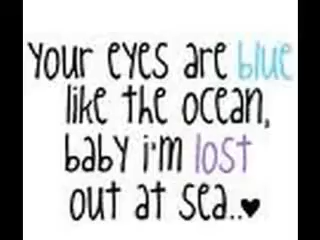 Your eyes are blue
like the ocean,
baby i'm lost
out at sea..♥